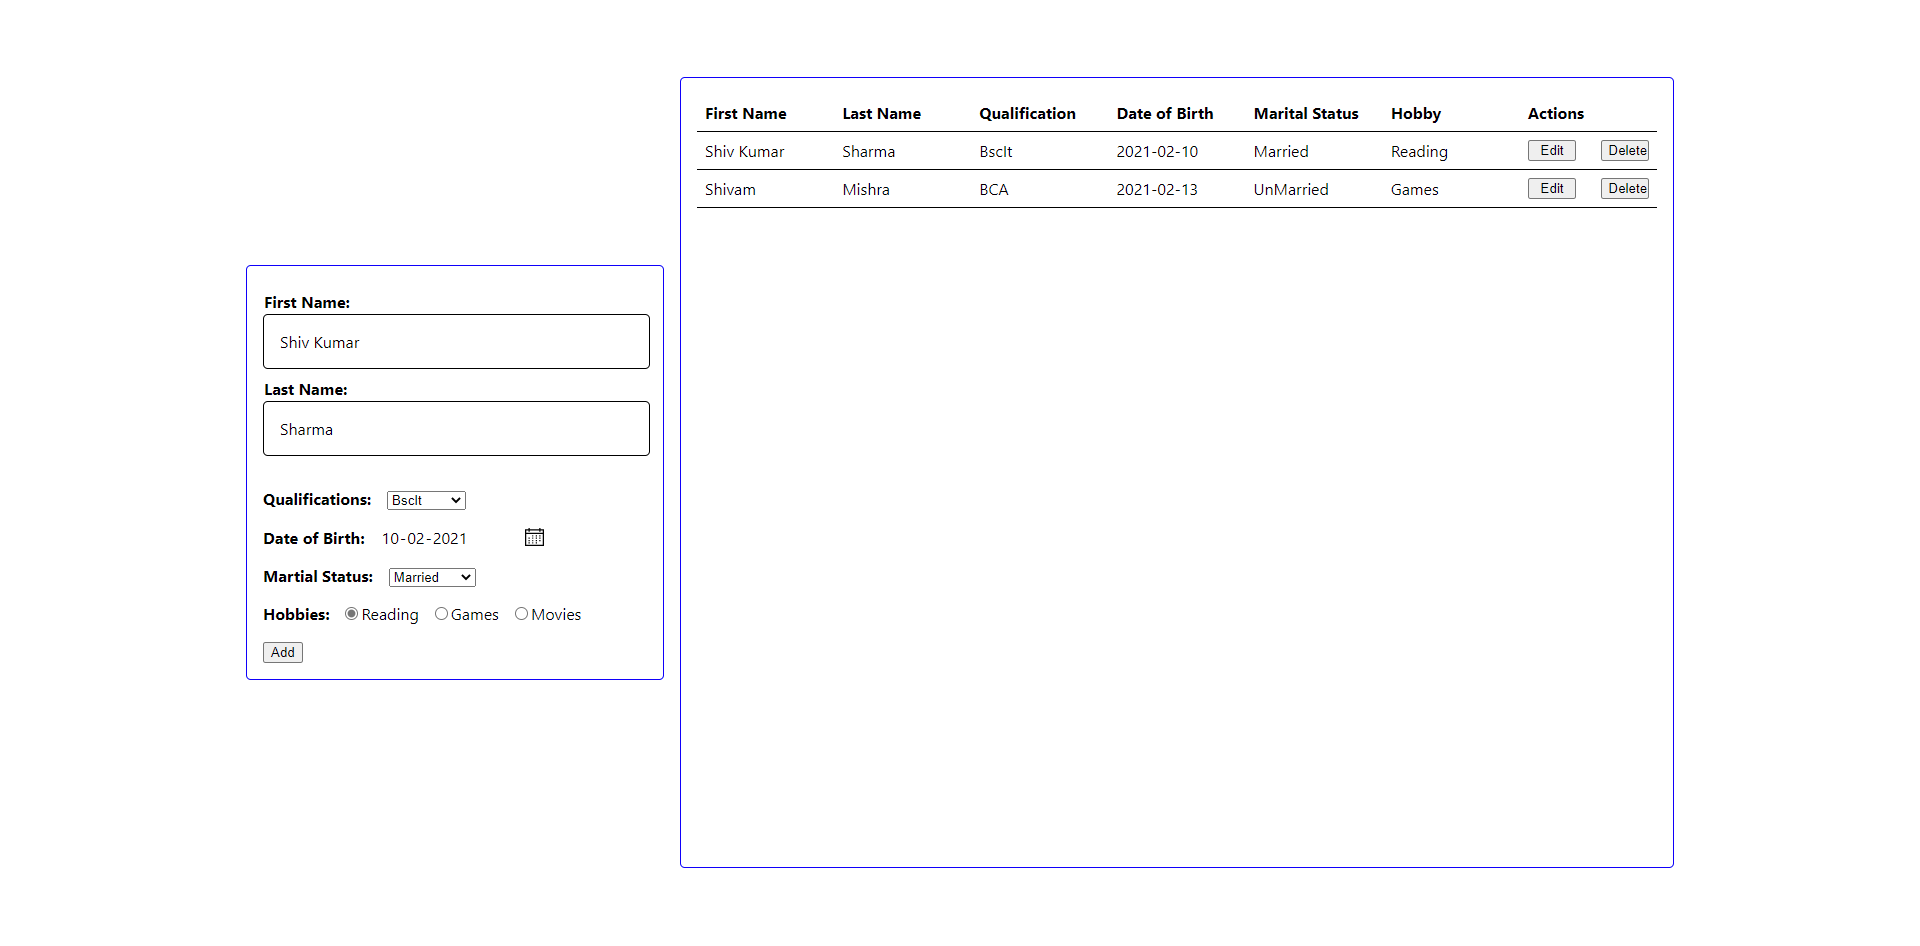 First Name:
Shiv Kumar
Last Name:
Sharma
Qualifications: BscIt
Date of Birth: 10-02-2021
Martial Status: Married
Hobbies: Reading Games Movies
Add
First Name Last Name Qualification Date of Birth Marital Status Hobby Actions
Shiv Kumar Sharma BscIt 2021-02-10 Married Reading Edit Delete
Shivam Mishra BCA 2021-02-13 UnMarried Games Edit Delete